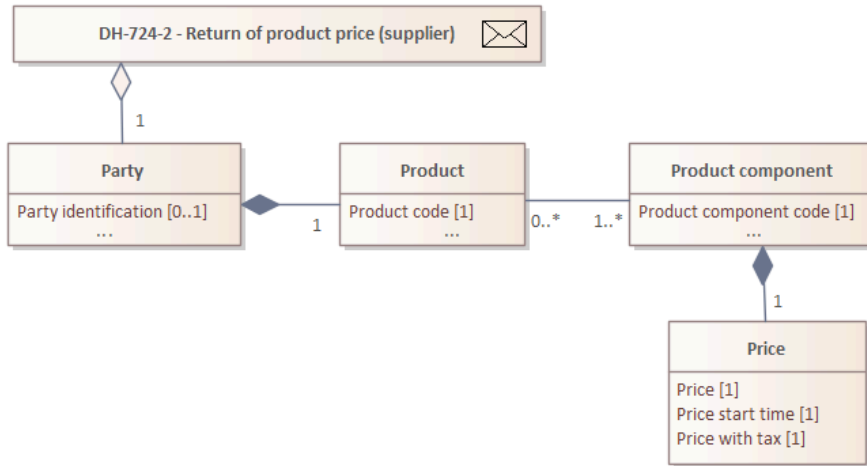 DH-724-2 - Return of product price (supplier)
1
Party
Party identification [0..1]
...
1
Product
Product code [1]
...
0..*
1..*
Product component
Product component code [1]
...
1
Price
Price [1]
Price start time [1]
Price with tax [1]